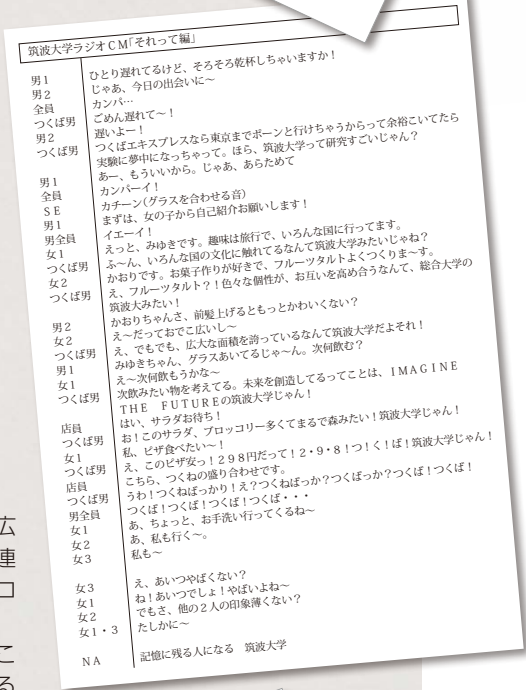 筑波大学ラジオCM「それって編」
男1 ひとり遅れてるけど、そろそろ乾杯しちゃいますか！
男2 じゃあ、今日の出会いに～
全員 カンパ…
つくば男 ごめん遅れて～！
男2 遅いよー！
つくば男 つくばエキスプレスなら東京までポーンと行けちゃうからって余裕こいてたら
実験に夢中になっちゃって。ほら、筑波大学って研究すごいじゃん？
男1 あー、もういいから。じゃあ、あらためて
全員 カンパーイ！
SE カチーン(グラスを合わせる音)
男1 まずは、女の子から自己紹介お願いします！
男全員 イエーイ！
女1 えっと、みゆきです。趣味は旅行で、いろんな国に行ってます。
つくば男 ふ～ん、いろんな国の文化に触れてるなんて筑波大学みたいじゃね？
女2 かおりです。お菓子作りが好きで、フルーツタルトよくつくりま～す。
つくば男 え、フルーツタルト？！色々な個性が、お互いを高め合うなんて、総合大学の
筑波大みたい！
男2 かおりちゃんさ、前髪上げるともっとかわいくない？
女2 え～だっておでこ広いし～
つくば男 え、でもでも、広大な面積を誇っているなんて筑波大学だよそれ！
男1 みゆきちゃん、グラスあいてるじゃ～ん。次何飲む？
女1 え～次何飲もうかな～
つくば男 次飲みたい物を考えてる。未来を創造してるってことは、IMAGINE
THE FUTUREの筑波大学じゃん！
店員 はい、サラダお待ち！
つくば男 お！このサラダ、ブロッコリー多くてまるで森みたい！筑波大学じゃん！
女1 私、ピザ食べたい～！
つくば男 え、このピザ安っ！298円だって！2・9・8！つ！く！ば！筑波大学じゃん！
店員 こちら、つくねの盛り合わせです。
つくば男 うわ！つくねばっかり！え？つくねばっか？つくばっか？つくば！つくば！
男全員 つくば！つくば！つくば！つくば・・・
女1 あ、ちょっと、お手洗い行ってくるね～
女2 あ、私も行く～。
女3 私も～
女3 え、あいつやばくない？
女1 ね！あいつでしょ！やばいよね～
女2 でもさ、他の2人の印象薄くない？
女1・3 たしかに～
NA 記憶に残る人になる　筑波大学
広
連
ロ
こ
る